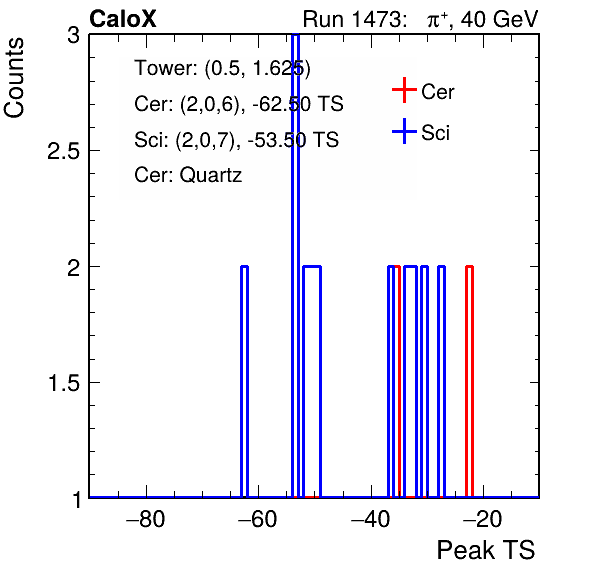 CaloX Run 1473: π+, 40 GeV
Counts
Tower: (0.5, 1.625)
Cer: (2,0,6), -62.50 TS
Sci: (2,0,7), -53.50 TS
Cer: Quartz
Cer
Sci
3
2.5
2
1.5
1
−80 −60 −40 −20
Peak TS